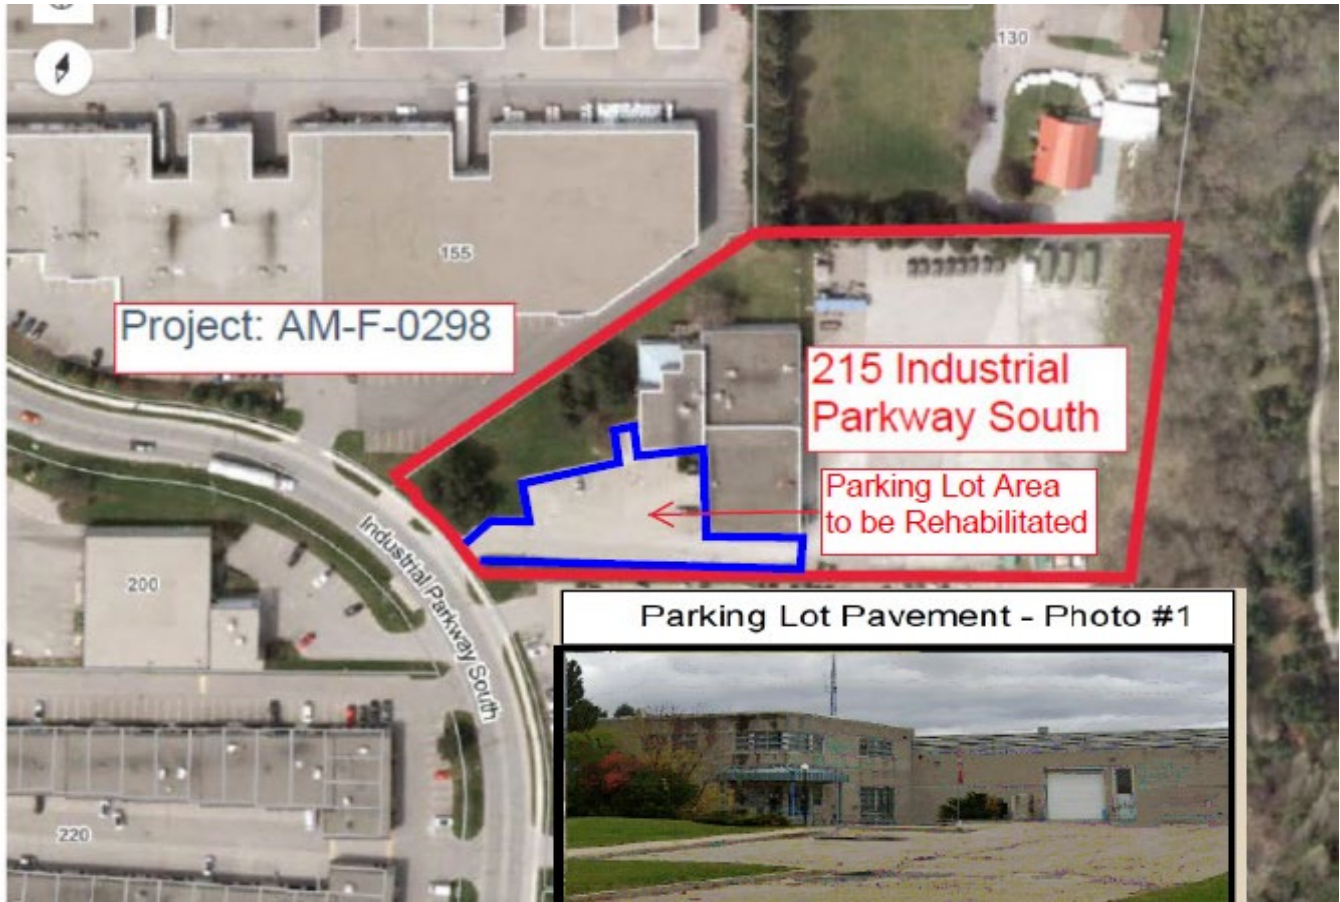 130
155
Project: AM-F-0298
215 Industrial
Parkway South
Parking Lot Area
to be Rehabilitated
Industrial Parkway South
200
Parking Lot Pavement - Photo #1
220